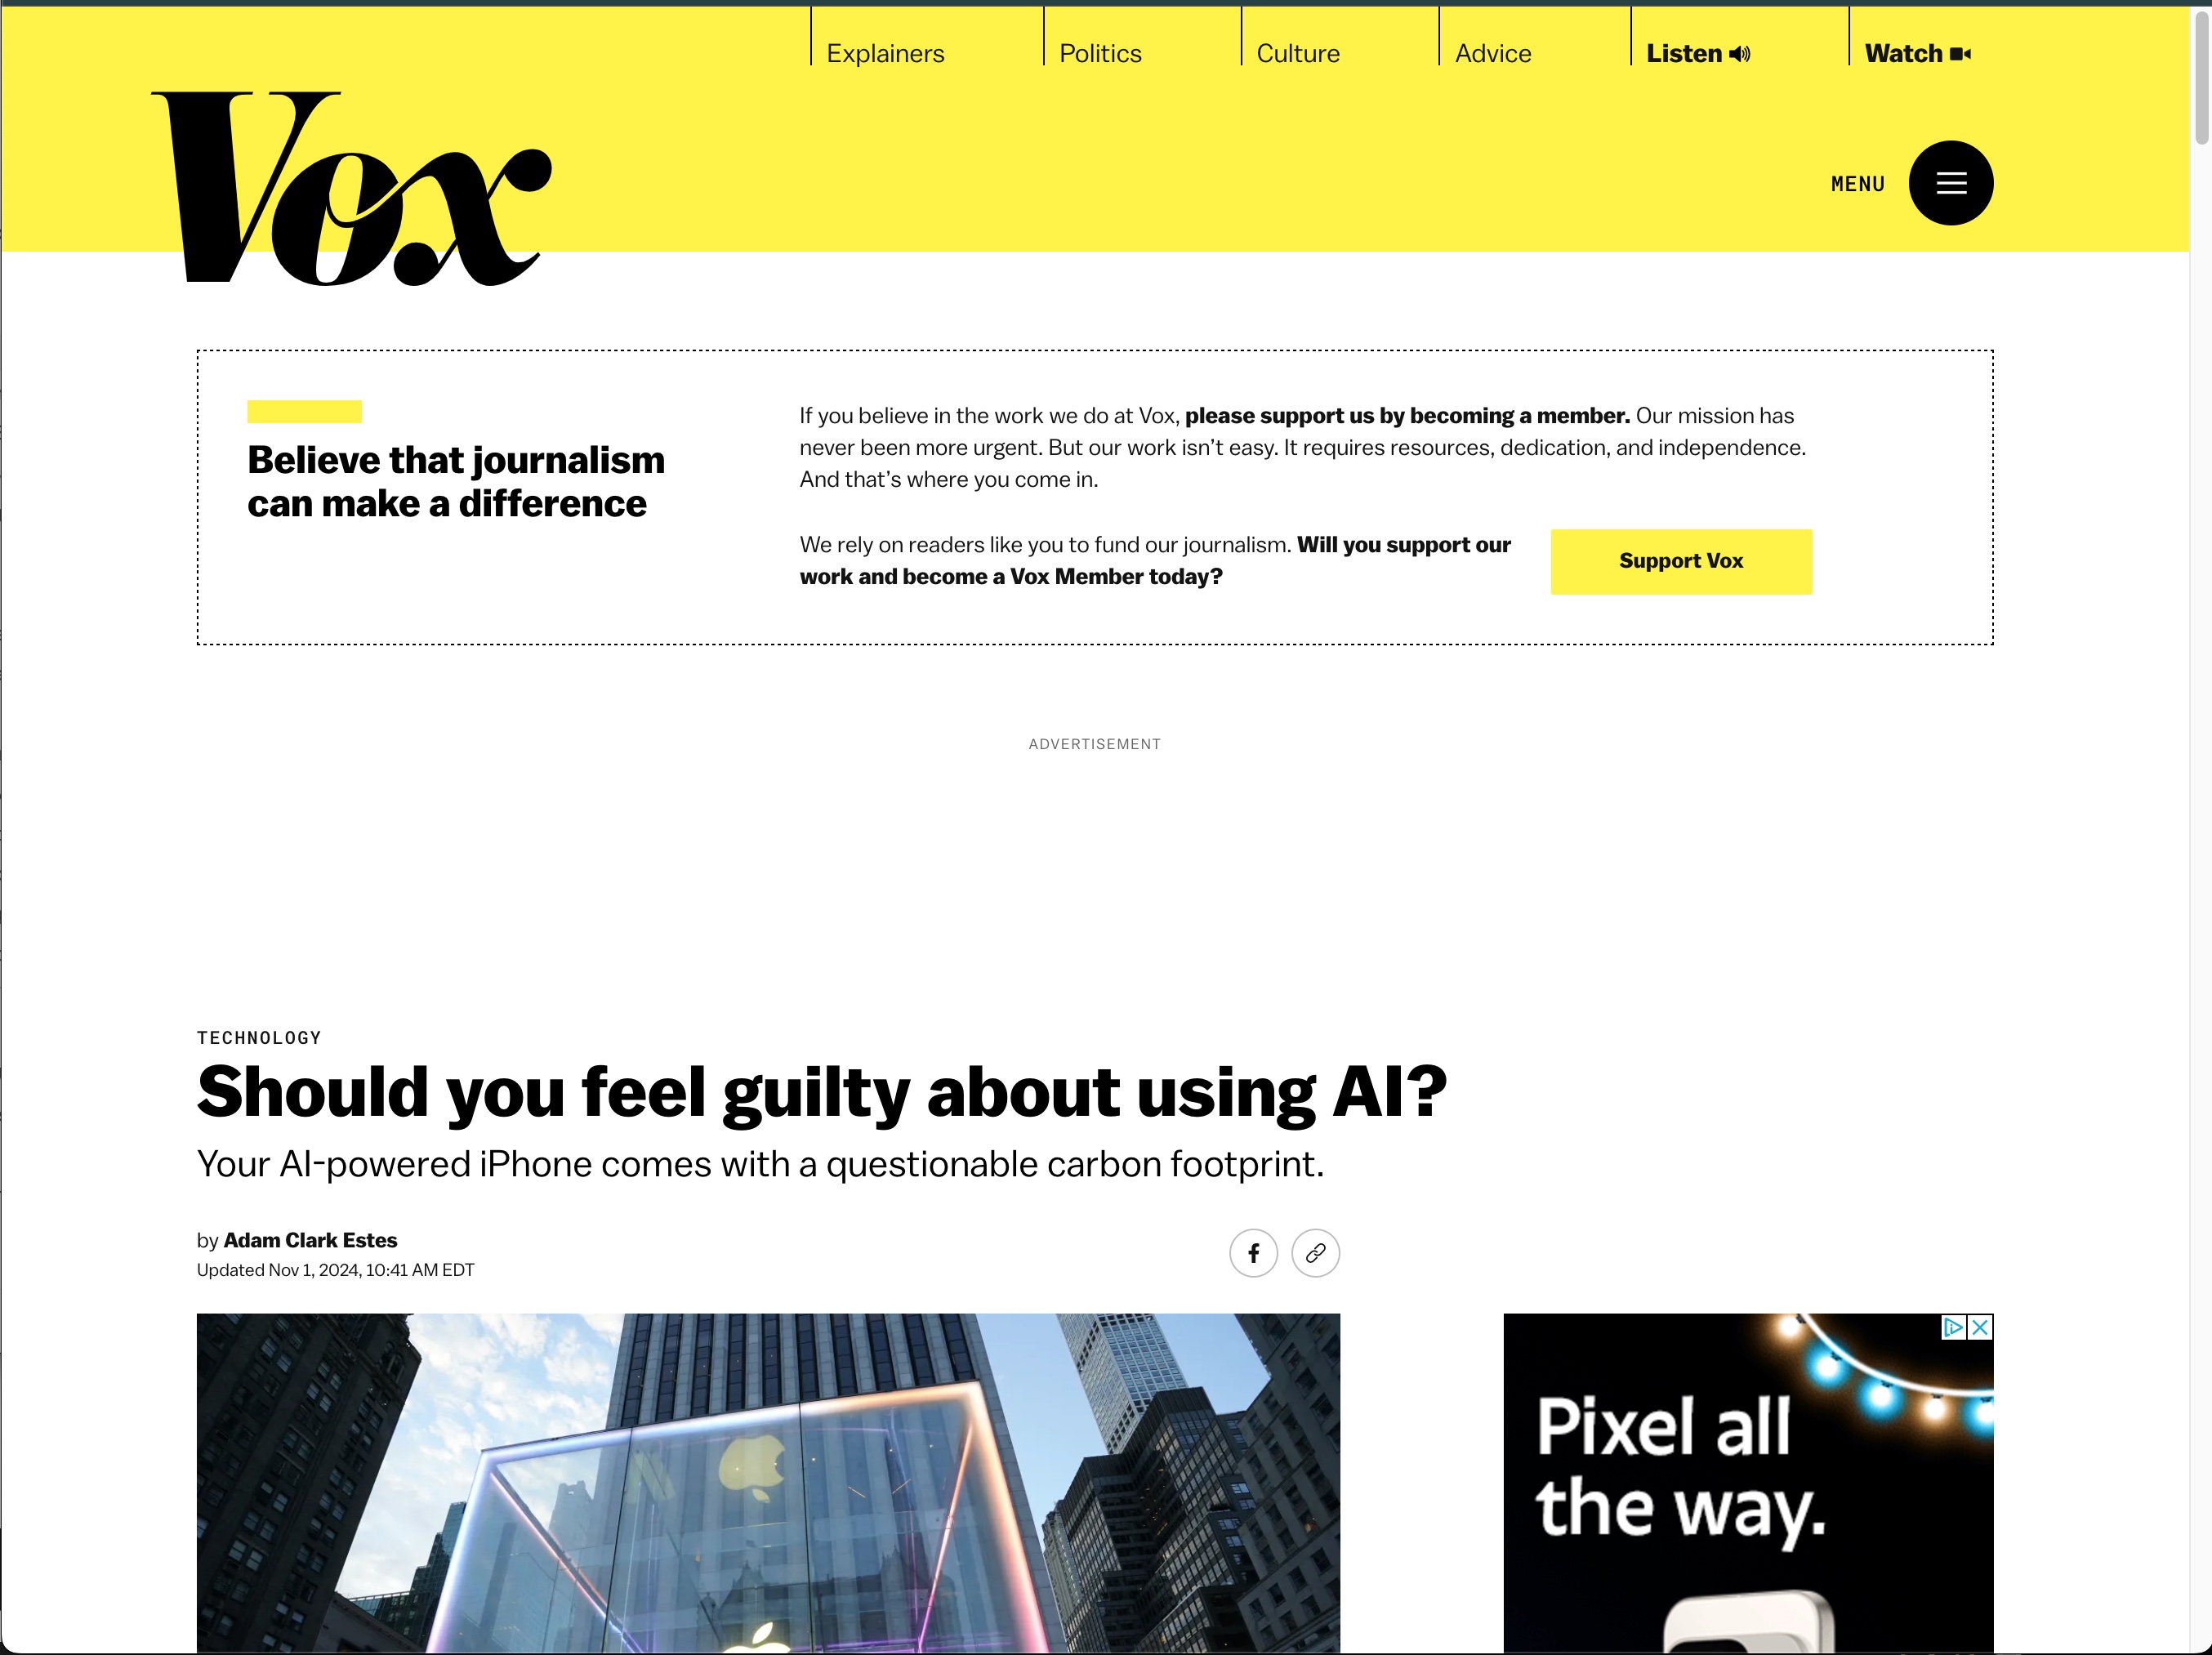 Explainers
Politics
Culture
Advice
Listen
Watch
Vox
MENU
Believe that journalism
can make a difference
If you believe in the work we do at Vox, please support us by becoming a member. Our mission has
never been more urgent. But our work isn’t easy. It requires resources, dedication, and independence.
And that’s where you come in.
We rely on readers like you to fund our journalism. Will you support our
work and become a Vox Member today?
Support Vox
ADVERTISEMENT
TECHNOLOGY
Should you feel guilty about using AI?
Your AI-powered iPhone comes with a questionable carbon footprint.
by Adam Clark Estes
Updated Nov 1, 2024, 10:41 AM EDT
Pixel all
the way.